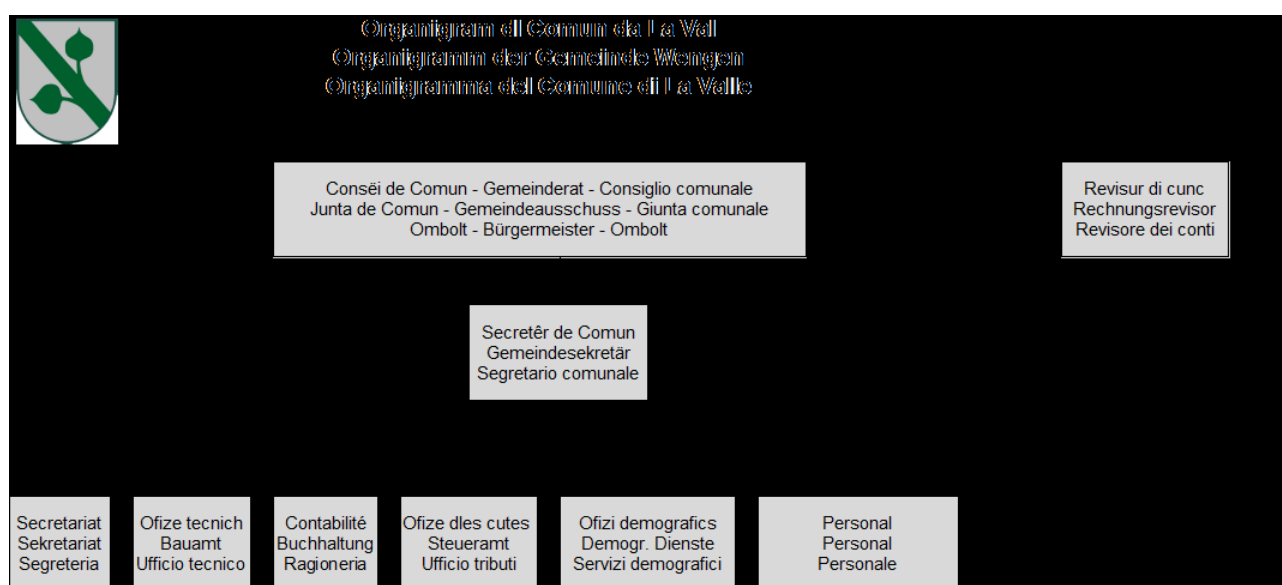 Organigram dl Comun da La Val
Organigramm der Gemeinde Wengen
Organigramma del Comune di La Valle
Consëi de Comun - Gemeinderat - Consiglio comunale
Junta de Comun - Gemeindeausschuss - Giunta comunale
Ombolt - Bürgermeister - Ombolt
Revisur di cunc
Rechnungsrevisor
Revisore dei conti
Secretêr de Comun
Gemeindesekretär
Segretario comunale
Secretariat
Sekretariat
Segreteria
Ofize tecnich
Bauamt
Ufficio tecnico
Contabilité
Buchhaltung
Ragioneria
Ofize dles cutes
Steueramt
Ufficio tributi
Ofizi demografics
Demogr. Dienste
Servizi demografici
Personal
Personal
Personale